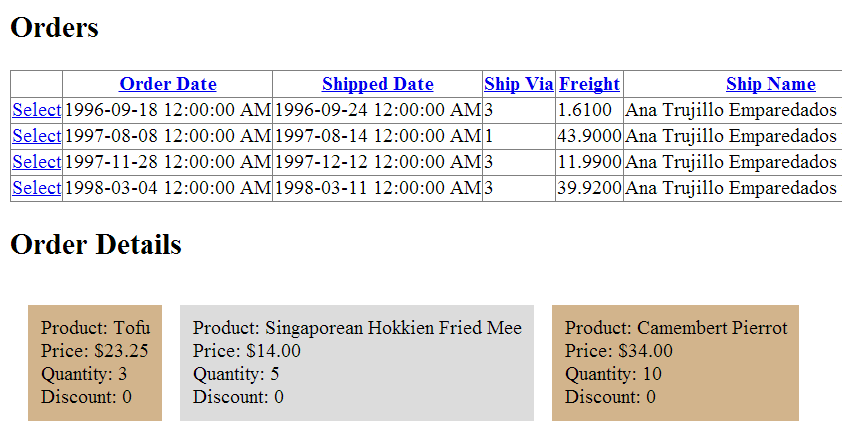 Orders
Order Date Shipped Date Ship Via Freight Ship Name
Select 1996-09-18 12:00:00 AM 1996-09-24 12:00:00 AM 3 1.6100 Ana Trujillo Emparedados
Select 1997-08-08 12:00:00 AM 1997-08-14 12:00:00 AM 1 43.9000 Ana Trujillo Emparedados
Select 1997-11-28 12:00:00 AM 1997-12-12 12:00:00 AM 3 11.9900 Ana Trujillo Emparedados
Select 1998-03-04 12:00:00 AM 1998-03-11 12:00:00 AM 3 39.9200 Ana Trujillo Emparedados
Order Details
Product: Tofu
Price: $23.25
Quantity: 3
Discount: 0
Product: Singaporean Hokkien Fried Mee
Price: $14.00
Quantity: 5
Discount: 0
Product: Camembert Pierrot
Price: $34.00
Quantity: 10
Discount: 0